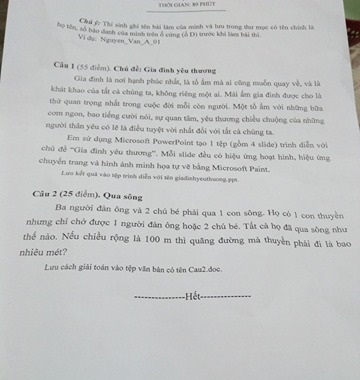 THỜI GIAN: 80 PHÚT
Chú ý: Thí sinh ghi tên bài làm của mình và lưu trong thư mục có tên chính là
họ tên, số báo danh của mình trên ổ cứng (ổ D) trước khi làm bài thi.
Ví dụ: Nguyen_Van_A_01
Câu 1 (55 điểm). Chủ đề: Gia đình yêu thương
Gia đình là nơi hạnh phúc nhất, là tổ ấm mà ai cũng muốn quay về, và là
khát khao của tất cả chúng ta, không riêng một ai. Mái ấm gia đình được cho là
thứ quan trọng nhất trong cuộc đời mỗi còn người. Một tổ ấm với những bữa
cơm ngon, bao tiếng cười nói, sự quan tâm, yêu thương chiều chuộng của những
người thân yêu có lẽ là điều tuyệt vời nhất đối với tất cả chúng ta.
Em sử dụng Microsoft PowerPoint tạo 1 tệp (gồm 4 slide) trình diễn với
chủ đề "Gia đình yêu thương". Mỗi slide đều có hiệu ứng hoạt hình, hiệu ứng
chuyển trang và hình ảnh minh họa tự vẽ bằng Microsoft Paint.
Lưu kết quả vào tệp trình diễn với tên giadinhyeuthuong.ppt.
Câu 2 (25 điểm). Qua sông
Ba người đàn ông và 2 chú bé phải qua 1 con sông. Họ có 1 con thuyền
nhưng chỉ chở được 1 người đàn ông hoặc 2 chú bé. Tất cả họ đã qua sông như
thế nào. Nếu chiều rộng là 100 m thì quãng đường mà thuyền phải đi là bao
nhiêu mét?
Lưu cách giải toán vào tệp văn bản có tên Cau2.doc.
---------------Hết---------------